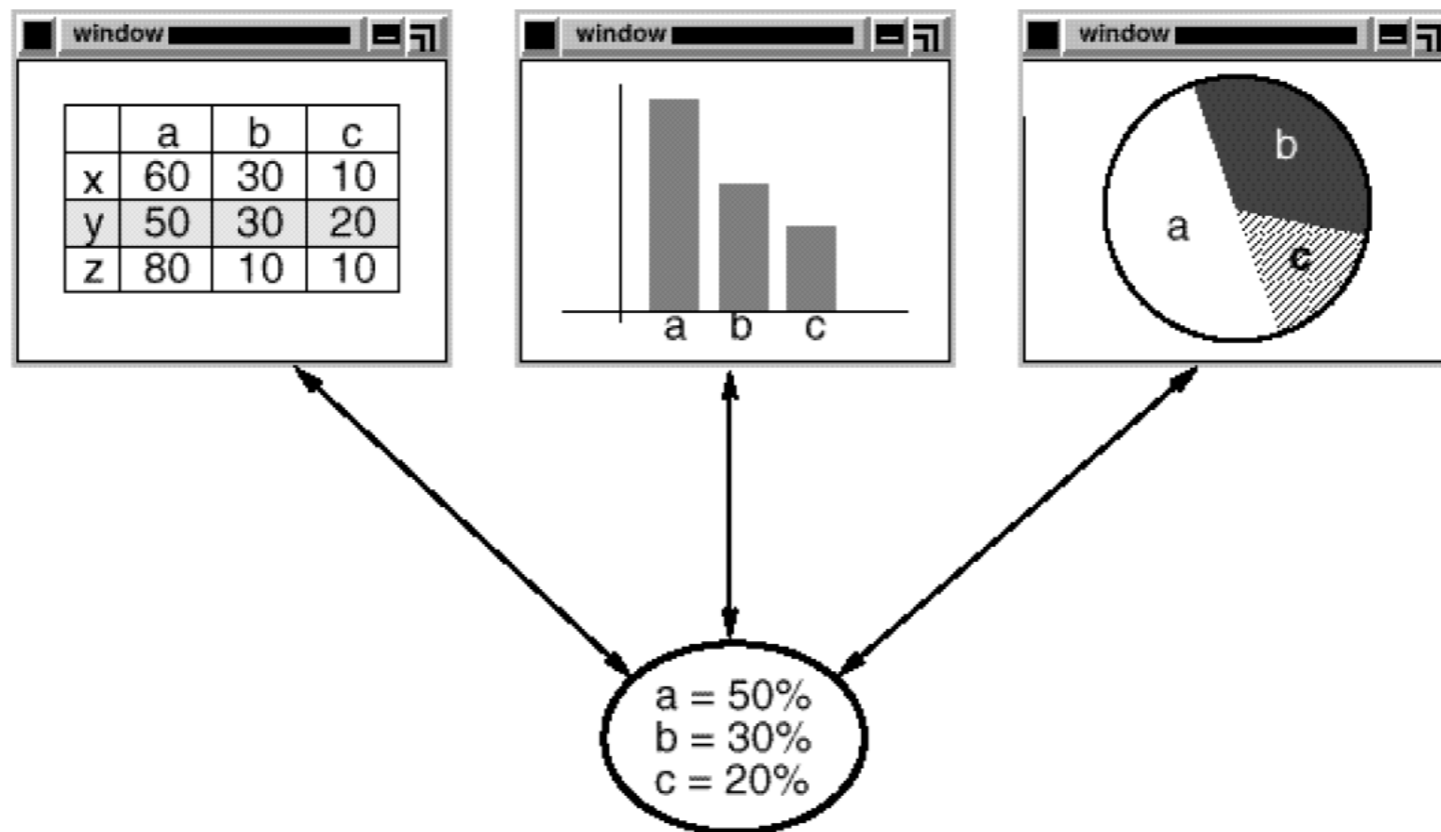 window
a b c
x 60 30 10
y 50 30 20
z 80 10 10
window
a b c
window
b
a
c
a = 50%
b = 30%
c = 20%